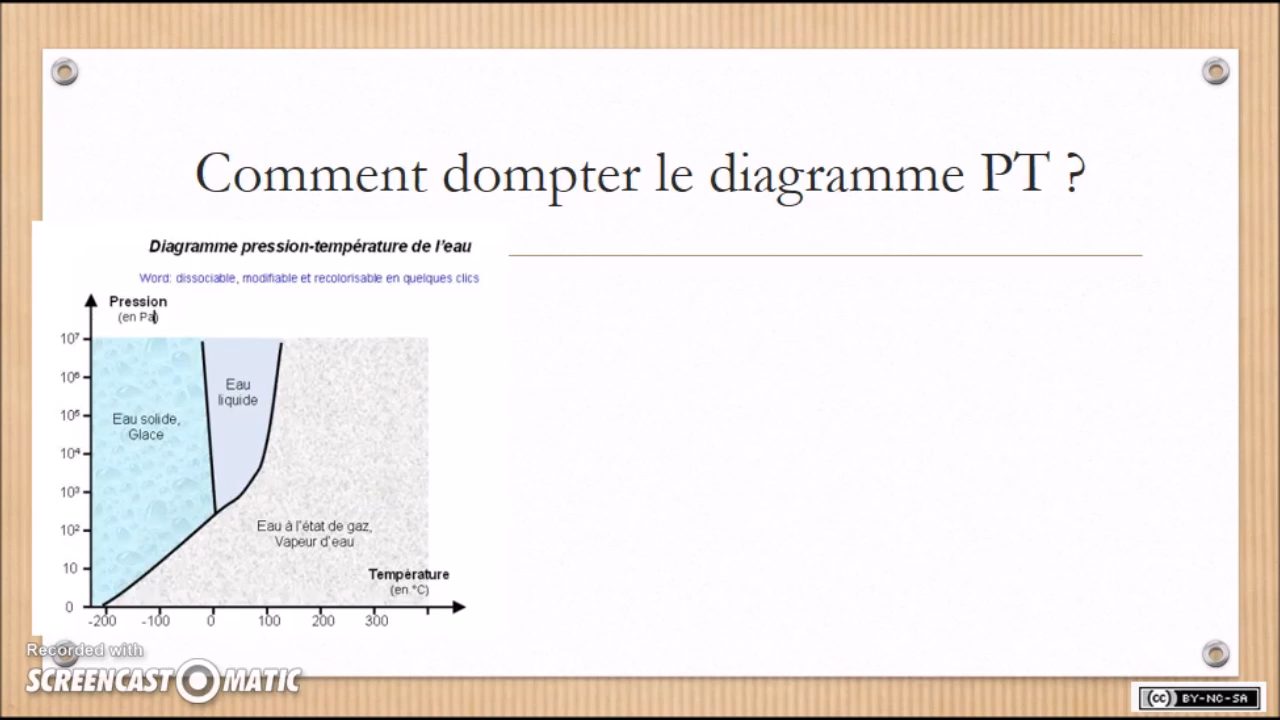 Comment dompter le diagramme PT ?
Diagramme pression-température de l'eau
Word: dissociable, modifiable et recolorisable en quelques clics
Pression
(en Pa)
10⁷
10⁶
10⁵
10⁴
10³
10²
10
0
Eau solide,
Glace
Eau
liquide
Eau à l'état de gaz,
Vapeur d'eau
Température
(en °C)
-200 -100 0 100 200 300
Recorded with
SCREENCAST MATIC
cc BY-NC-SA